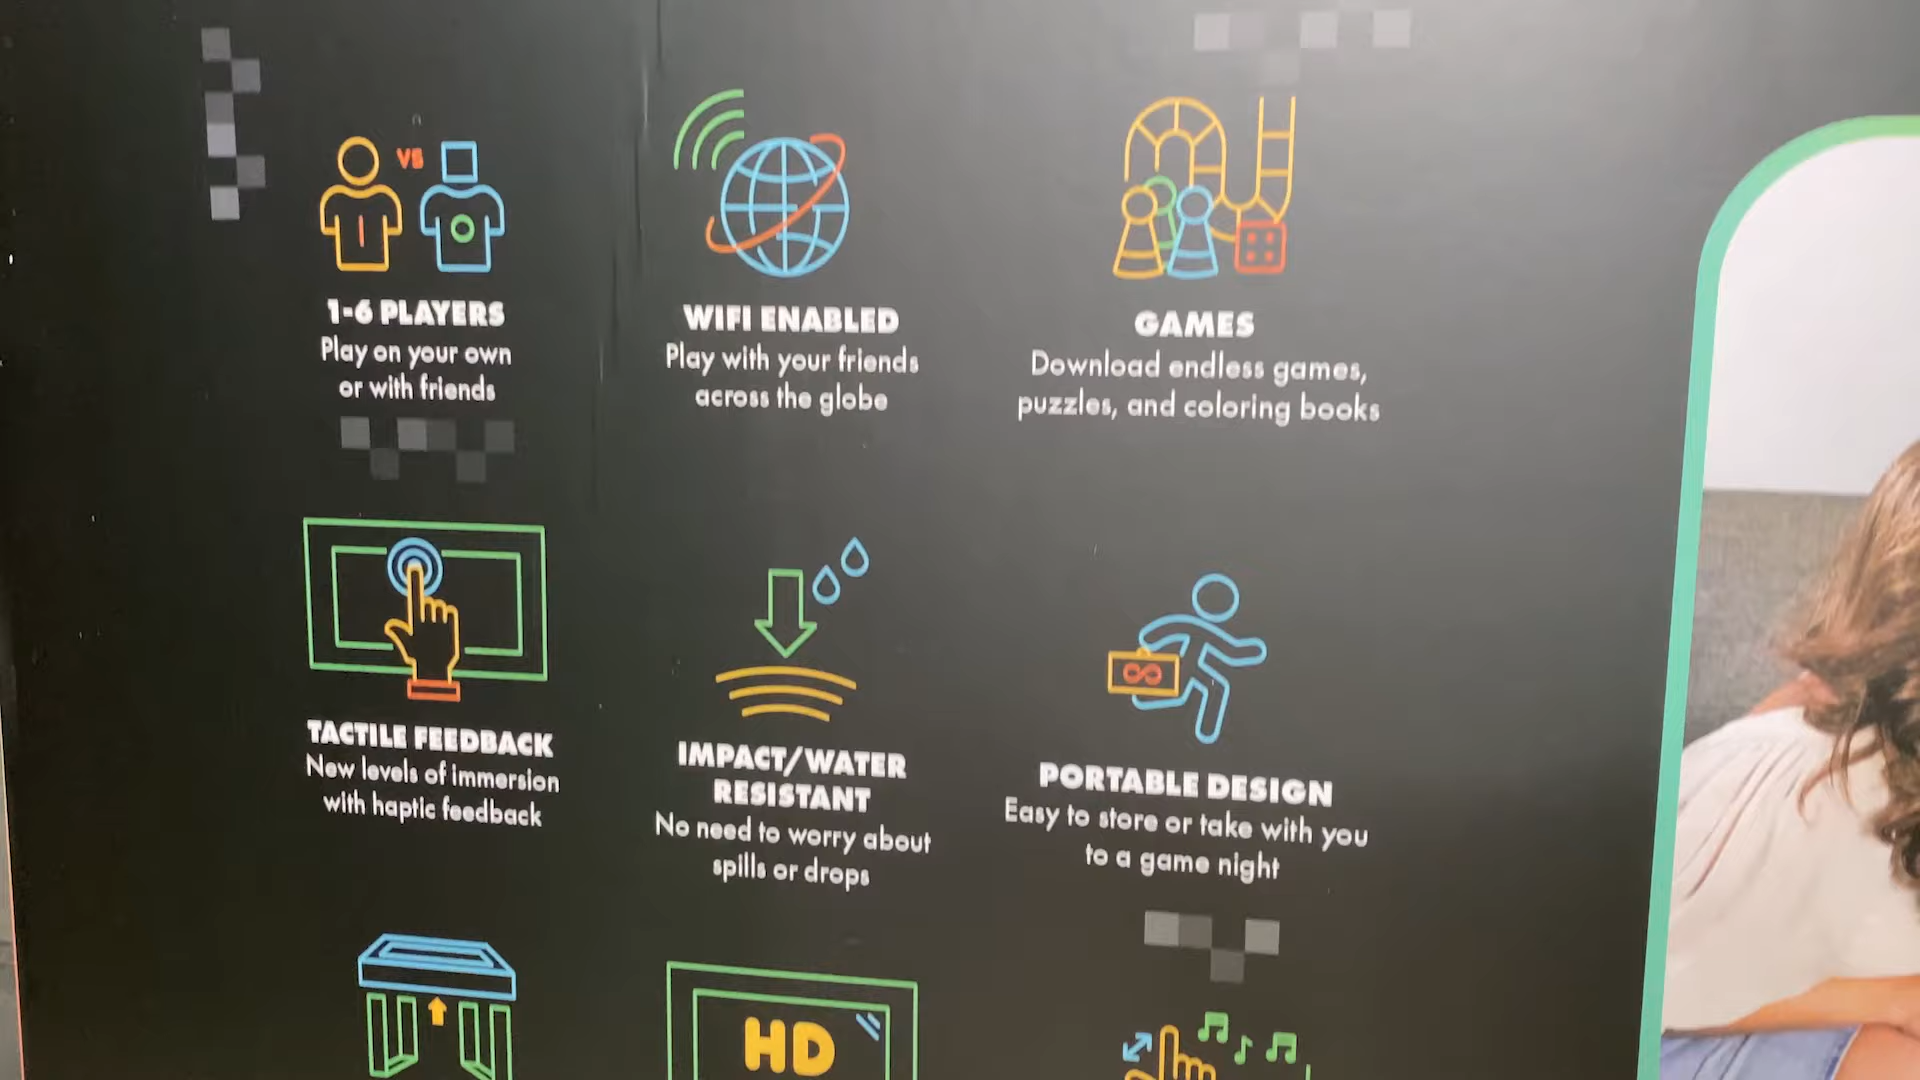 VS
1-6 PLAYERS
Play on your own
or with friends
WIFI ENABLED
Play with your friends
across the globe
GAMES
Download endless games,
puzzles, and coloring books
TACTILE FEEDBACK
New levels of immersion
with haptic feedback
IMPACT/WATER
RESISTANT
No need to worry about
spills or drops
PORTABLE DESIGN
Easy to store or take with you
to a game night
HD